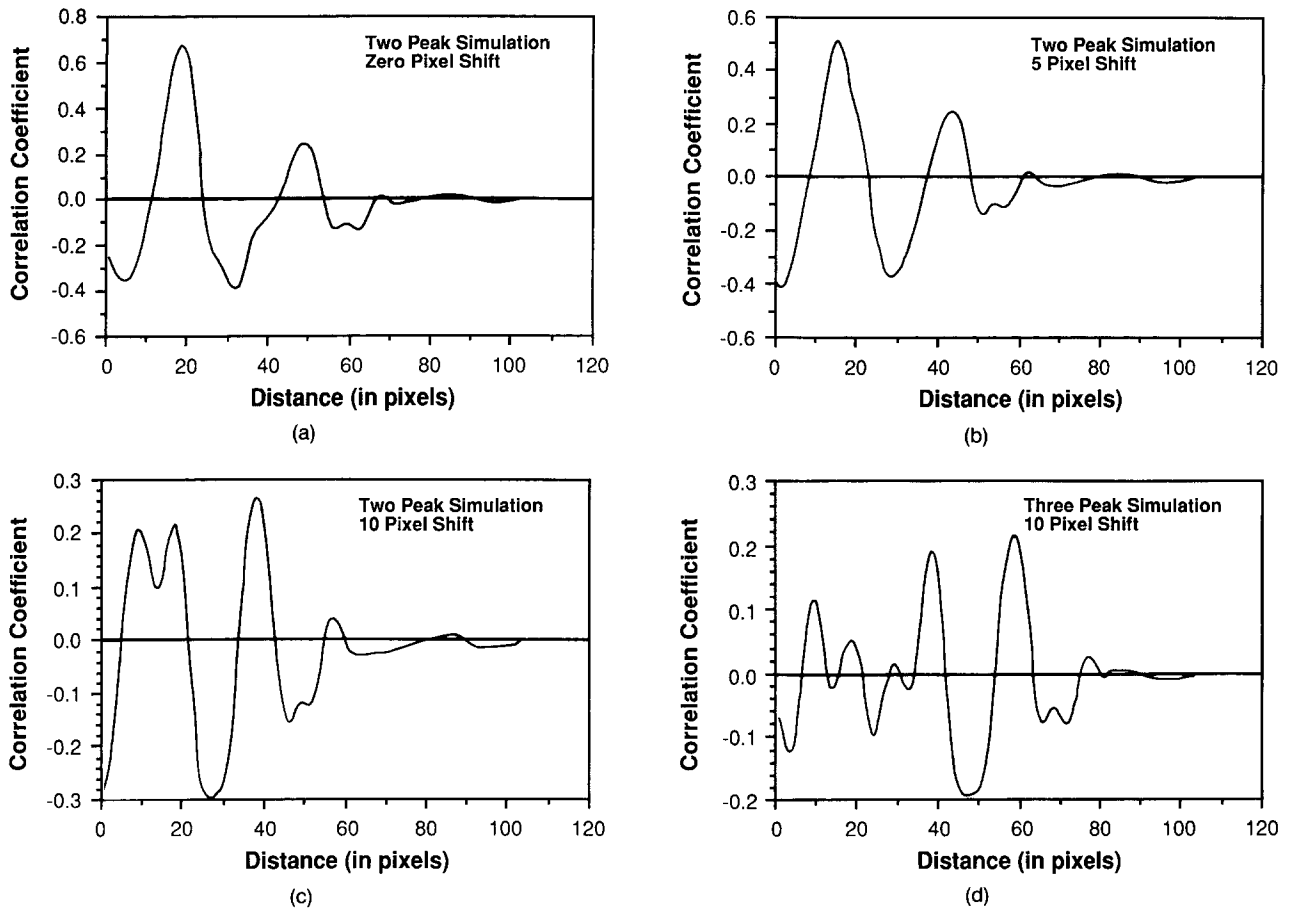 Two Peak Simulation
Zero Pixel Shift
Correlation Coefficient
0.8
0.6
0.4
0.2
0.0
-0.2
-0.4
-0.6
0
20
40
60
80
100
120
Distance (in pixels)
(a)
Two Peak Simulation
5 Pixel Shift
Correlation Coefficient
0.6
0.4
0.2
0.0
-0.2
-0.4
-0.6
0
20
40
60
80
100
120
Distance (in pixels)
(b)
Two Peak Simulation
10 Pixel Shift
Correlation Coefficient
0.3
0.2
0.1
0.0
-0.1
-0.2
-0.3
0
20
40
60
80
100
120
Distance (in pixels)
(c)
Three Peak Simulation
10 Pixel Shift
Correlation Coefficient
0.3
0.2
0.1
0.0
-0.1
-0.2
0
20
40
60
80
100
120
Distance (in pixels)
(d)